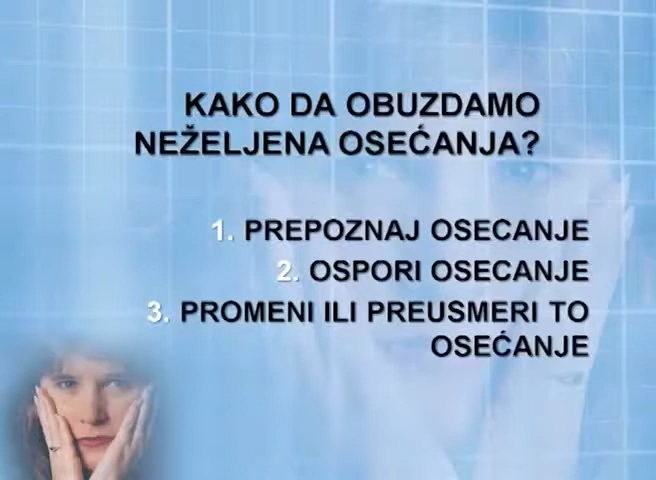 KAKO DA OBUZDAMO
NEŽELJENA OSEĆANJA?
1. PREPOZNAJ OSECANJE
2. OSPORI OSECANJE
3. PROMENI ILI PREUSMERI TO
OSEĆANJE